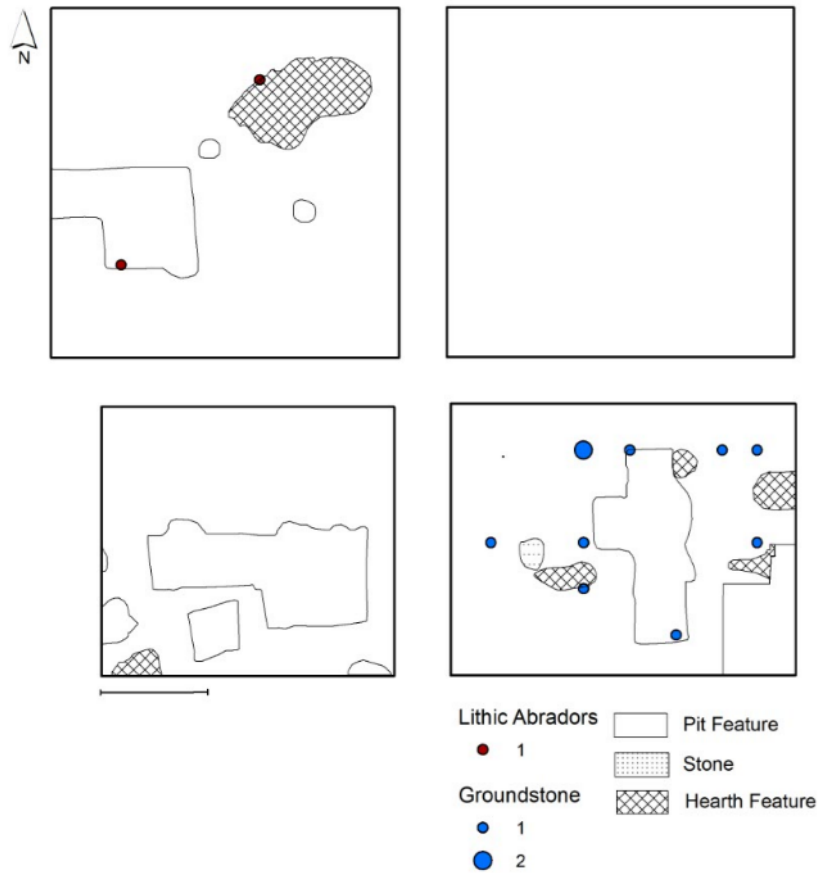 N
Lithic Abradors
1
Groundstone
1
2
Pit Feature
Stone
Hearth Feature